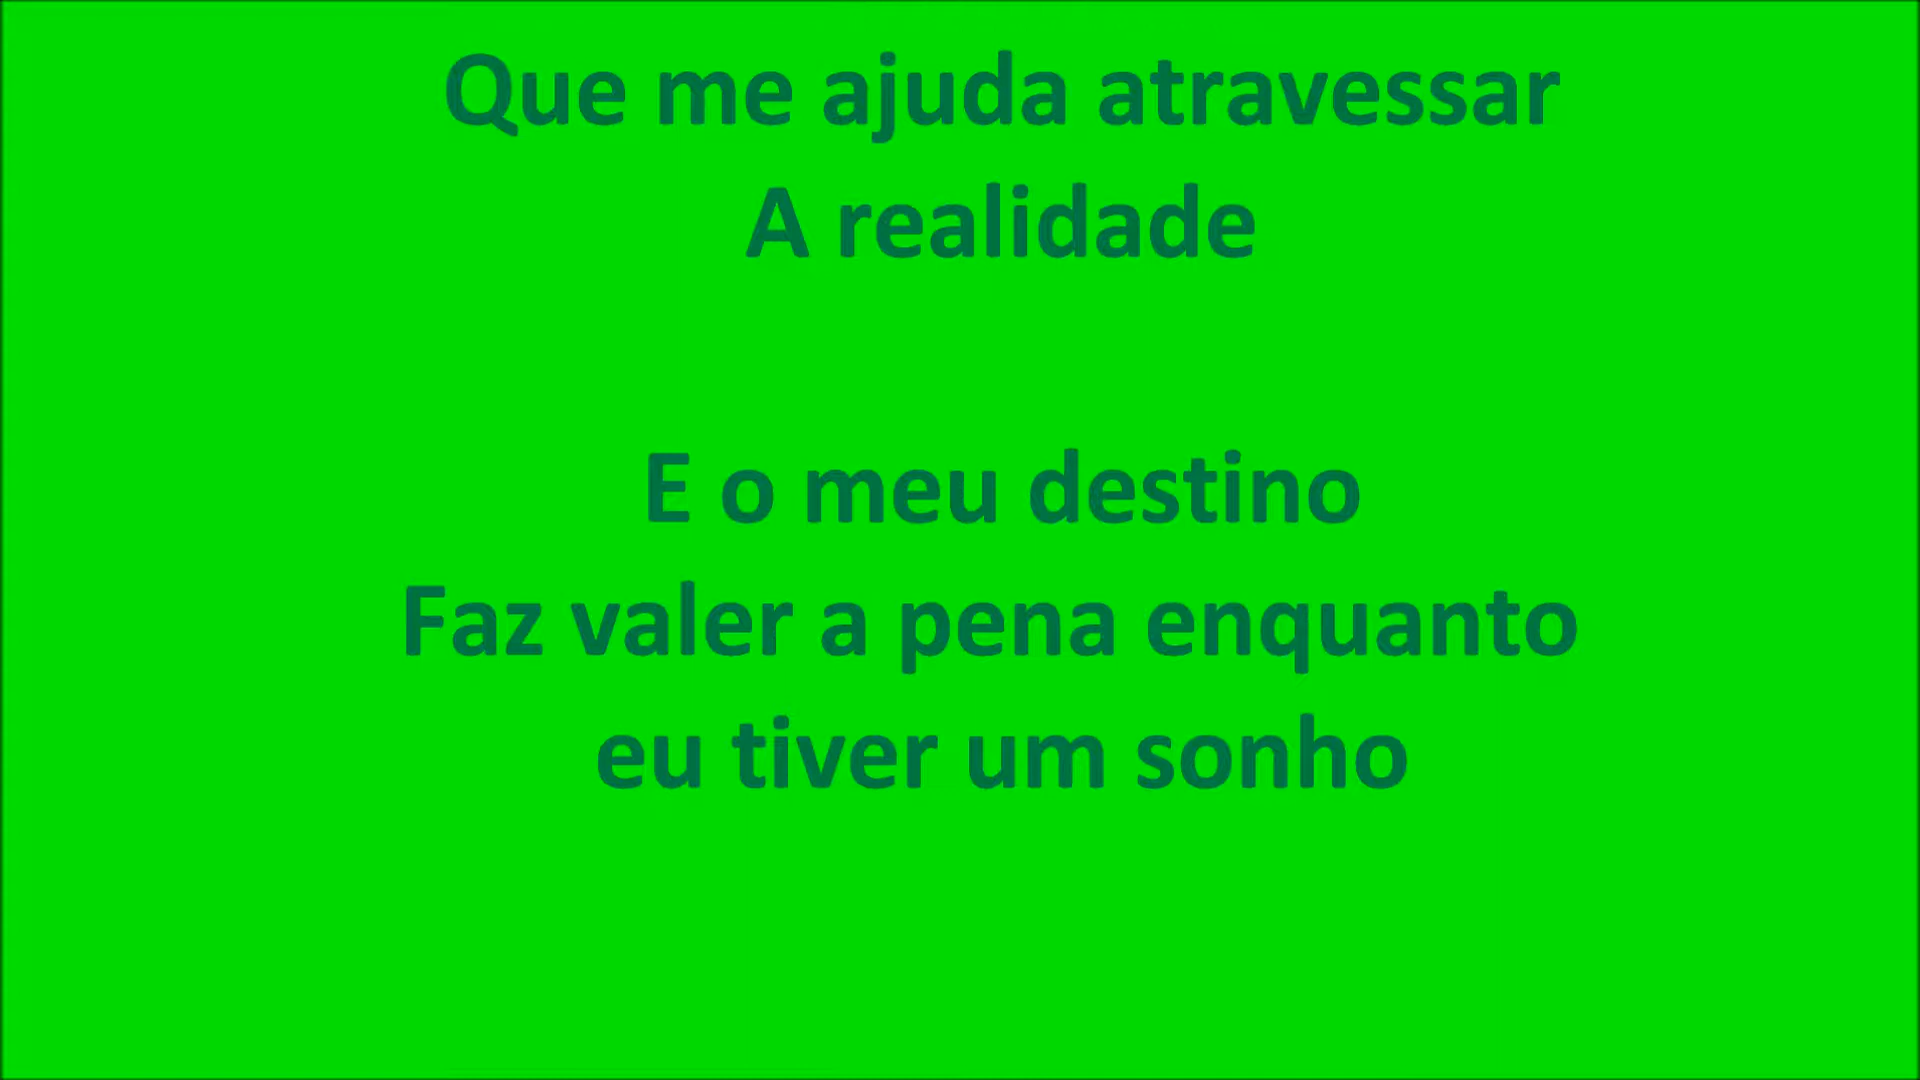 Que me ajuda atravessar
A realidade
E o meu destino
Faz valer a pena enquanto
eu tiver um sonho